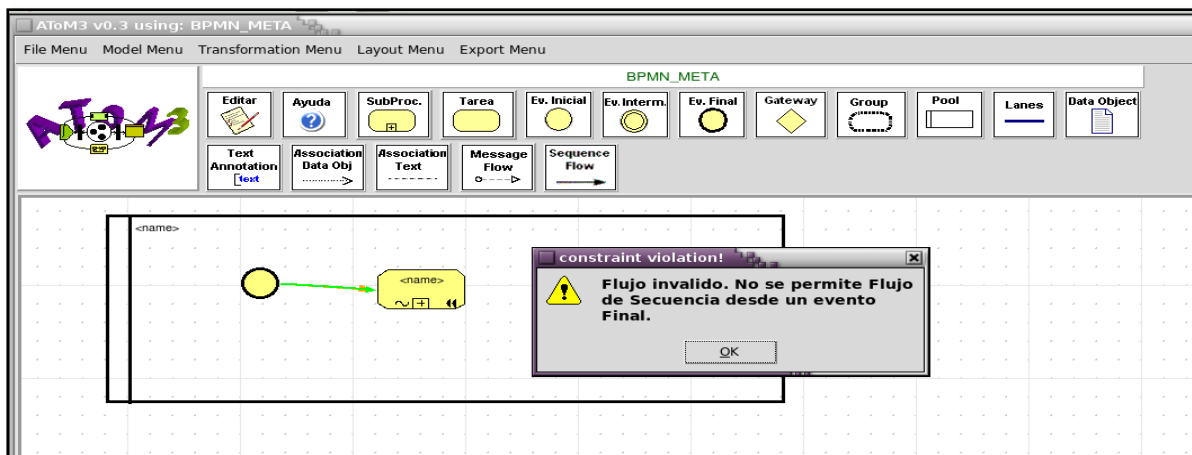 AToM3 v0.3 using: BPMN_META
File Menu Model Menu Transformation Menu Layout Menu Export Menu
BPMN_META
AToM3
Editar Ayuda SubProc. Tarea Ev. Inicial Ev. Interm. Ev. Final Gateway Group Pool Lanes Data Object
Text Annotation
[text
Association Data Obj
Association Text
Message Flow
Sequence Flow
<name>
<name>
constraint violation!
Flujo invalido. No se permite Flujo
de Secuencia desde un evento
Final.
OK